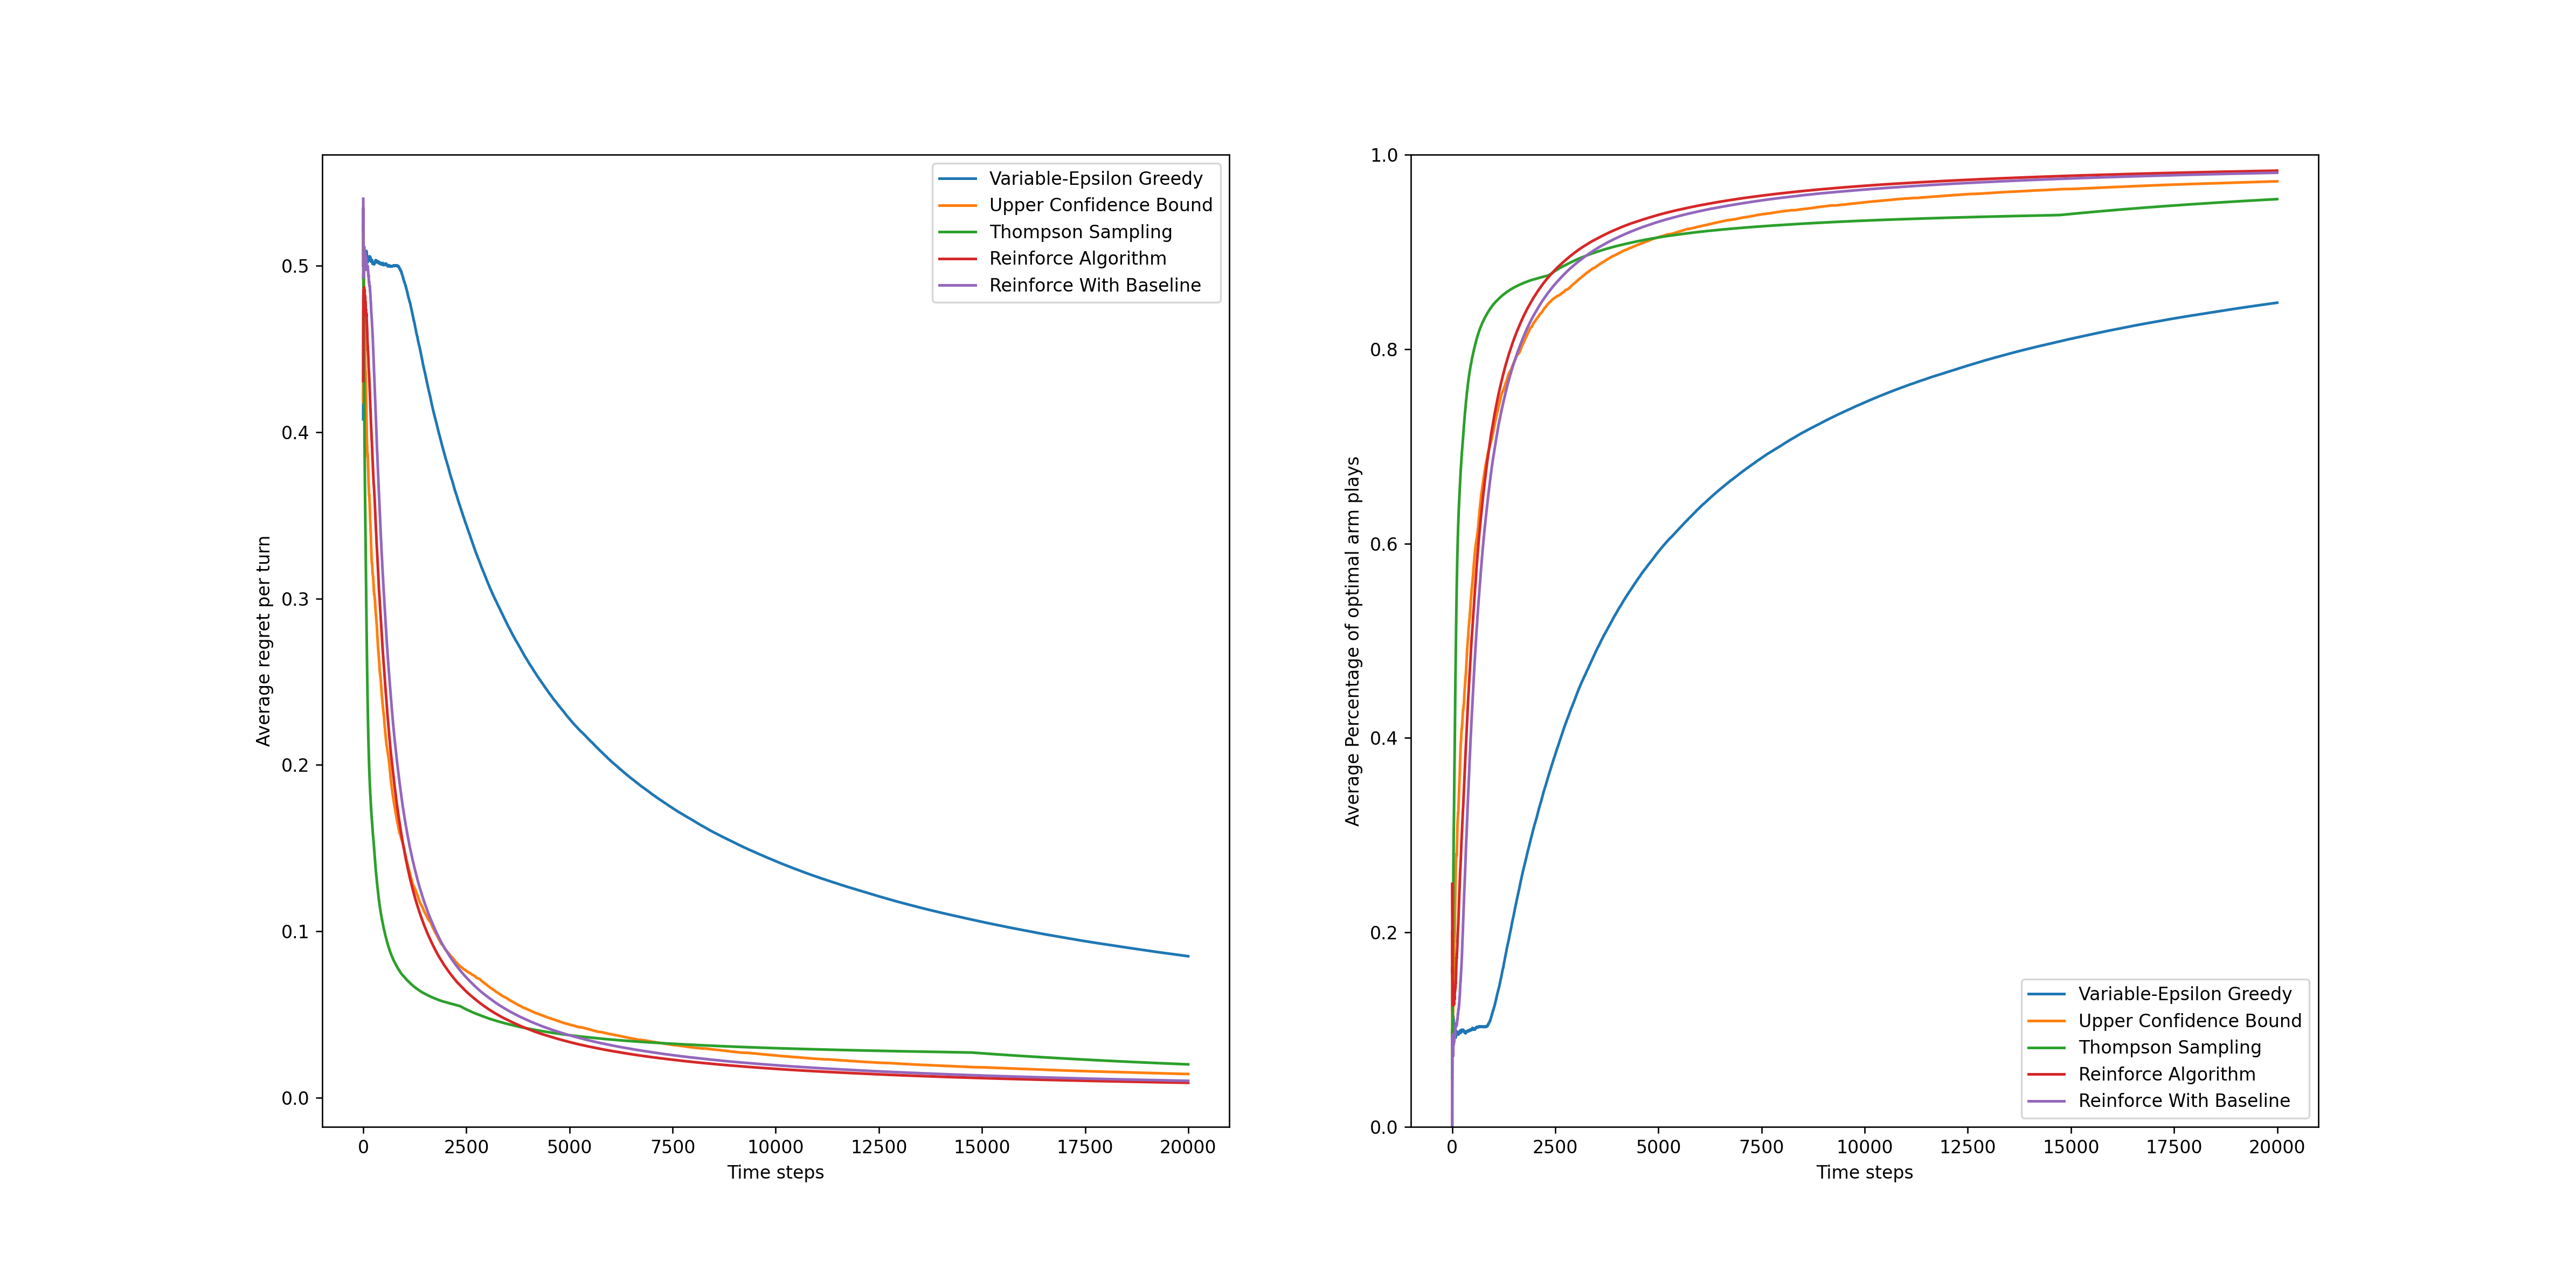 Average regret per turn
0.5
0.4
0.3
0.2
0.1
0.0
Variable-Epsilon Greedy
Upper Confidence Bound
Thompson Sampling
Reinforce Algorithm
Reinforce With Baseline
0 2500 5000 7500 10000 12500 15000 17500 20000
Time steps
Average Percentage of optimal arm plays
1.0
0.8
0.6
0.4
0.2
0.0
Variable-Epsilon Greedy
Upper Confidence Bound
Thompson Sampling
Reinforce Algorithm
Reinforce With Baseline
0 2500 5000 7500 10000 12500 15000 17500 20000
Time steps